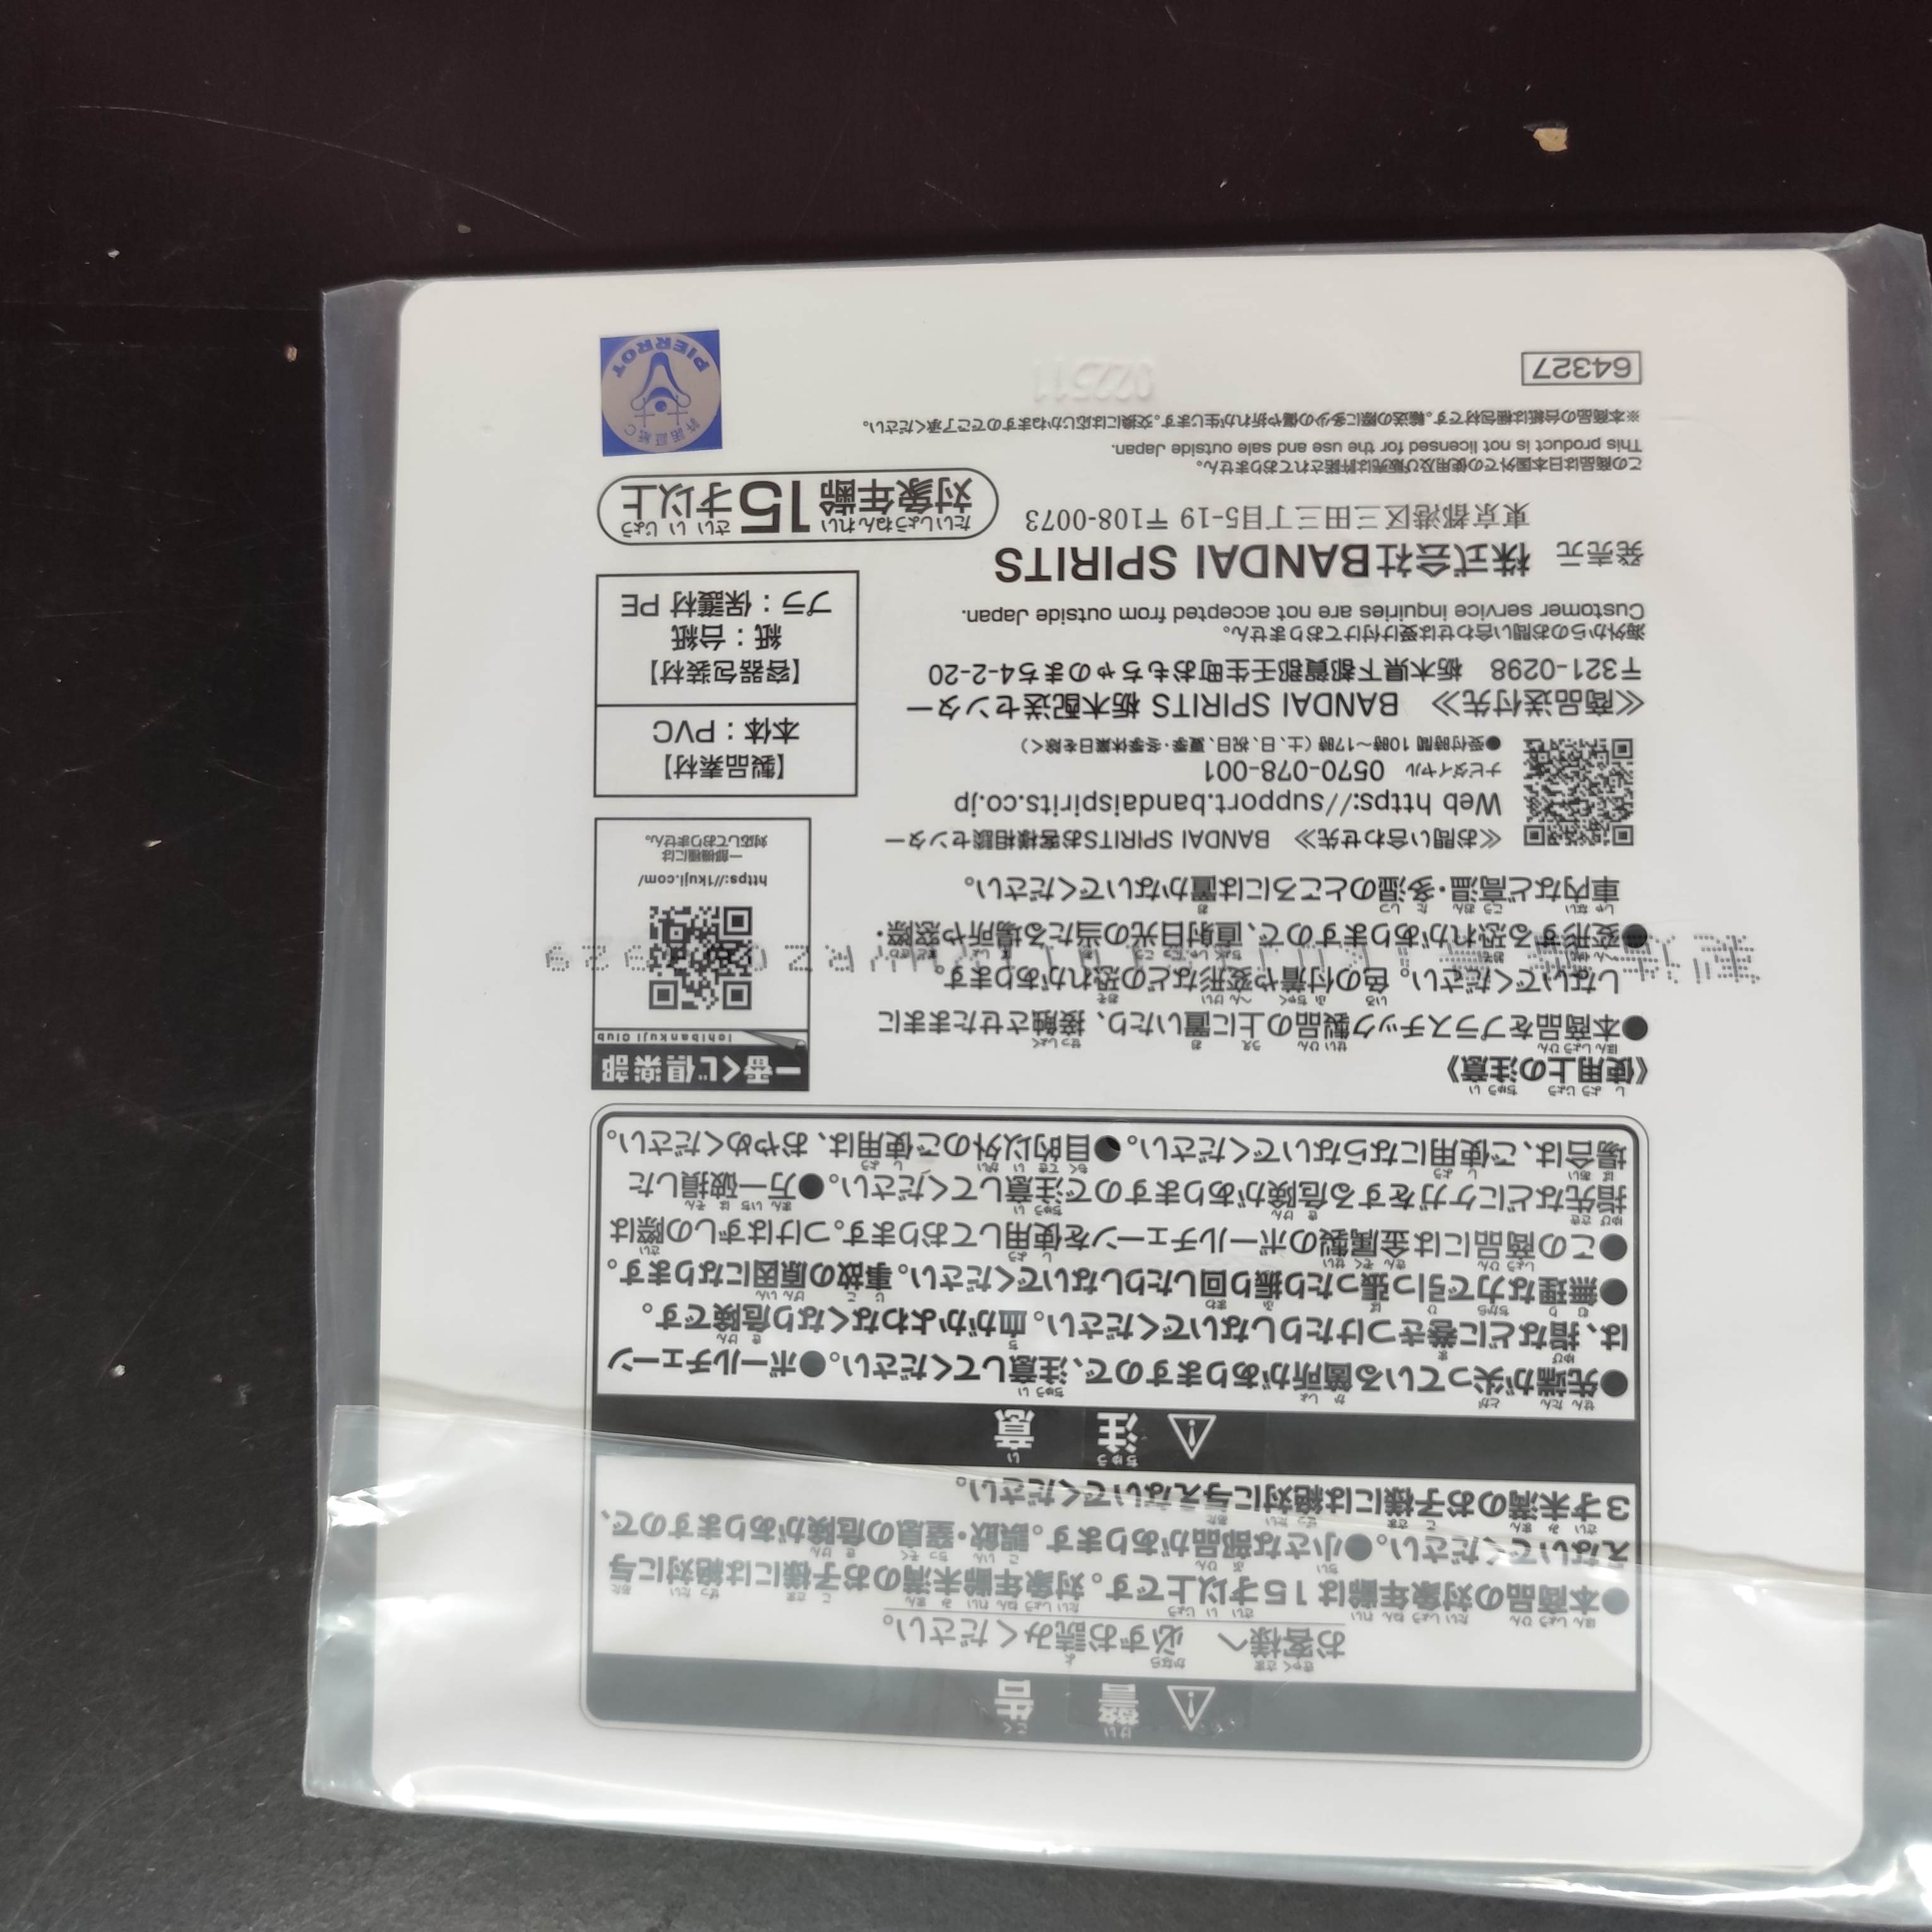 警告
お客様へ 必ずお読みください。
●本商品の対象年齢は15才以上です。対象年齢未満のお子様には絶対に与
えないでください。●小さな部品があります。誤飲・窒息の危険がありますので、
3才未満のお子様には絶対に与えないでください。
注意
●先端が尖っている箇所がありますので、注意してください。●ボールチェーン
は、指などに巻きつけたりしないでください。血がかよわなくなり危険です。
●無理な力で引っ張ったり振り回したりしないでください。事故の原因になります。
●この商品には金属製のボールチェーンを使用しております。つけはずしの際は
指先などにケガをする危険がありますので注意してください。●万一破損した
場合は、ご使用にならないでください。●目的以外のご使用は、おやめください。
《使用上の注意》
●本商品をプラスチック製品の上に置いたり、接触させたままに
しないでください。色の付着や変形などの恐れがあります。
●変形する恐れがありますので、直射日光の当たる場所や窓際・
車内など高温・多湿のところには置かないでください。
≪お問い合わせ先≫ BANDAI SPIRITSお客様相談センター
Web https://support.bandaispirits.co.jp
ナビダイヤル 0570-078-001
●受付時間 10時〜17時（土、日、祝日、夏季・冬季休業日を除く）
≪商品送付先≫ BANDAI SPIRITS 栃木配送センター
〒321-0298 栃木県下都賀郡壬生町おもちゃのまち4-2-20
海外からのお問い合わせは受け付けておりません。
Customer service inquiries are not accepted from outside Japan.
発売元 株式会社BANDAI SPIRITS
東京都港区三田三丁目5-19 〒108-0073
この商品は日本国外での使用及び販売は許諾されておりません。
This product is not licensed for the use and sale outside Japan.
※本商品の台紙は梱包材です。輸送の際に多少の傷や折れが生じます。交換には応じかねますのでご了承ください。
64327
一番くじ倶楽部
Ichibankuji Club
https://1kuji.com/
一部機種には
対応しておりません。
【製品素材】
本体：PVC
【容器包装材】
紙：台紙
プラ：保護材 PE
対象年齢15才以上
許諾証紙C
PIERROT